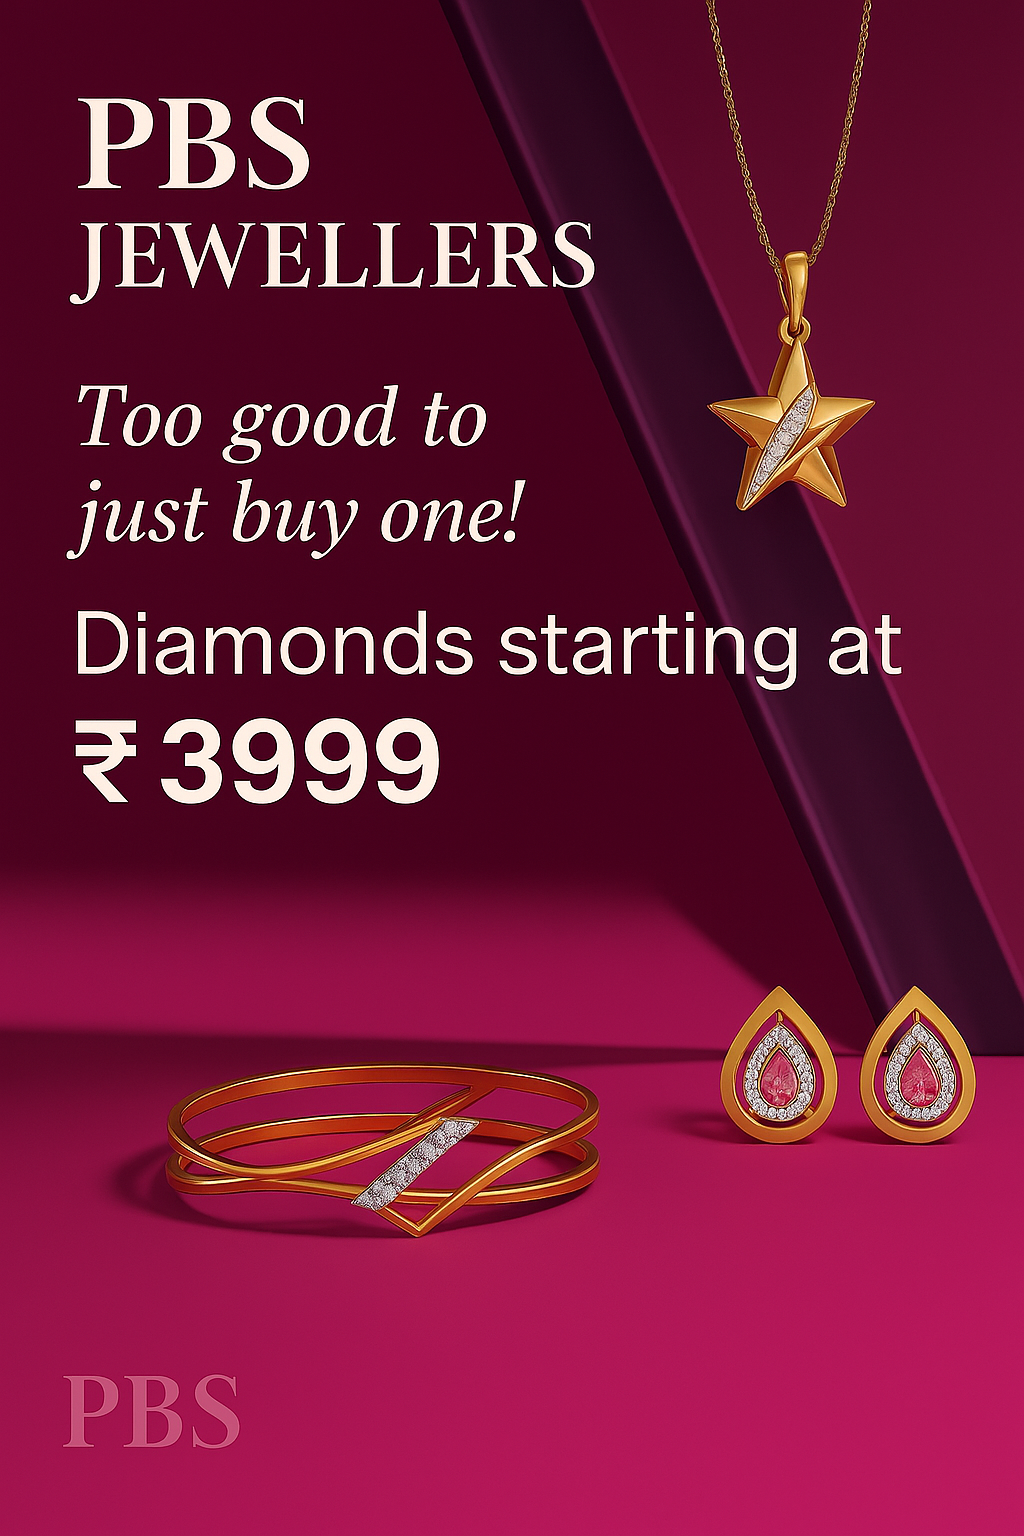 PBS
JEWELLERS
Too good to
just buy one!
Diamonds starting at
₹ 3999
PBS